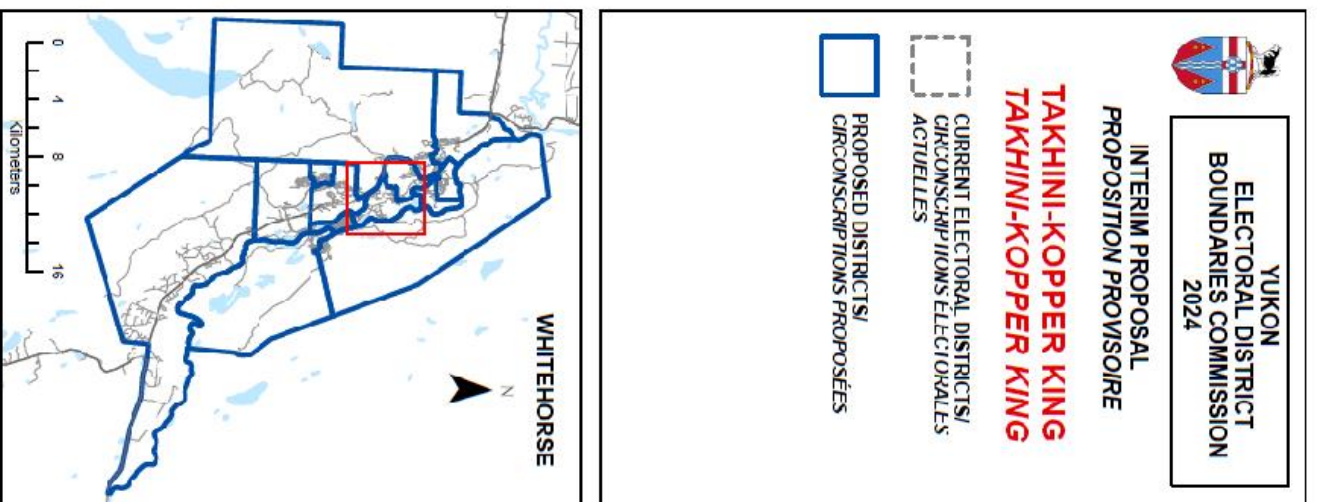 YUKON
ELECTORAL DISTRICT
BOUNDARIES COMMISSION
2024
INTERIM PROPOSAL
PROPOSITION PROVISOIRE
TAKHINI-KOPPER KING
TAKHINI-KOPPER KING
CURRENT ELECTORAL DISTRICTS/
CIRCONSCRIPTIONS ÉLECTORALES
ACTUELLES
PROPOSED DISTRICTS/
CIRCONSCRIPTIONS PROPOSÉES
WHITEHORSE
N
0 4 8 16
Kilometers